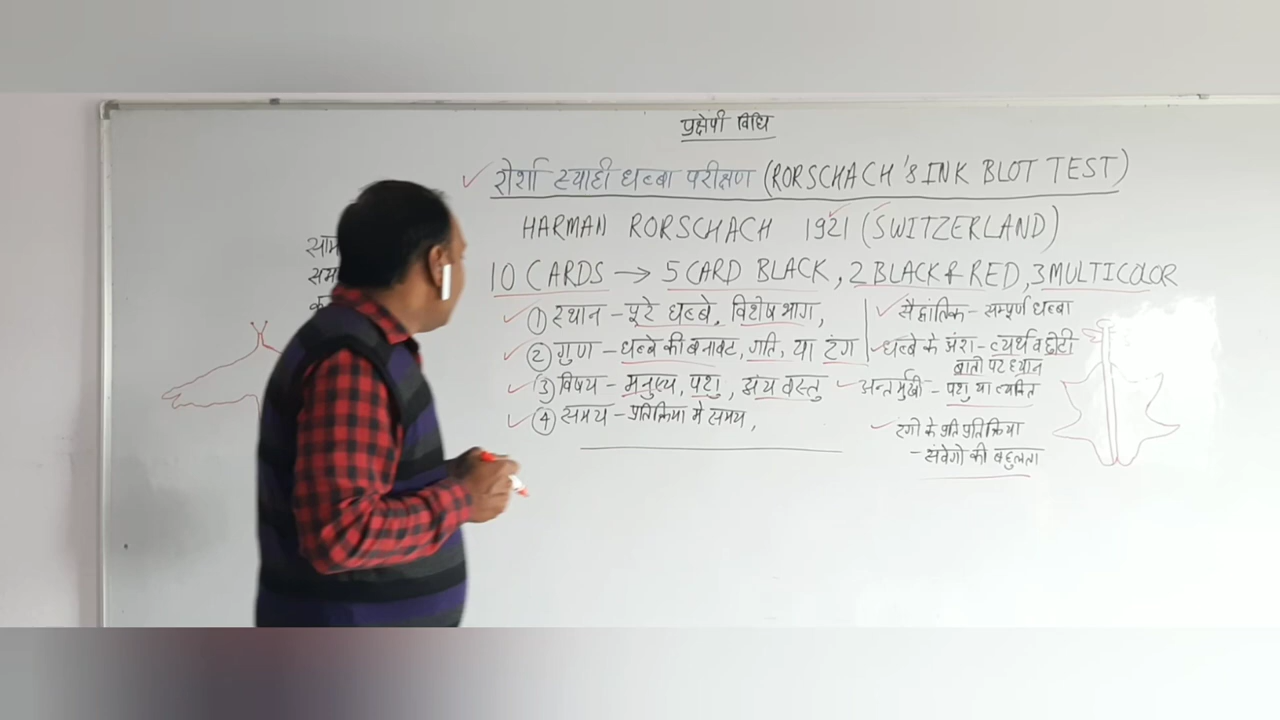 प्रक्षेपी विधि
रोर्शा स्याही धब्बा परीक्षण (RORSCHACH'S INK BLOT TEST)
HARMAN RORSCHACH 1921 (SWITZERLAND)
10 CARDS → 5 CARD BLACK, 2 BLACK & RED, 3 MULTICOLOR
① स्थान - पूरे धब्बे, विशेष भाग,
② गुण - धब्बे की बनावट, गति, या रंग
③ विषय - मनुष्य, पशु, अन्य वस्तु
④ समय - प्रतिक्रिया मे समय,
सैद्धांतिक - सम्पूर्ण धब्बा
धब्बे के अंश - व्यर्थ व छोटी
बातो पर ध्यान
अन्तर्मुखी - पशु या व्यक्ति
रंगो के प्रति प्रतिक्रिया
- संवेगो की बहुलता